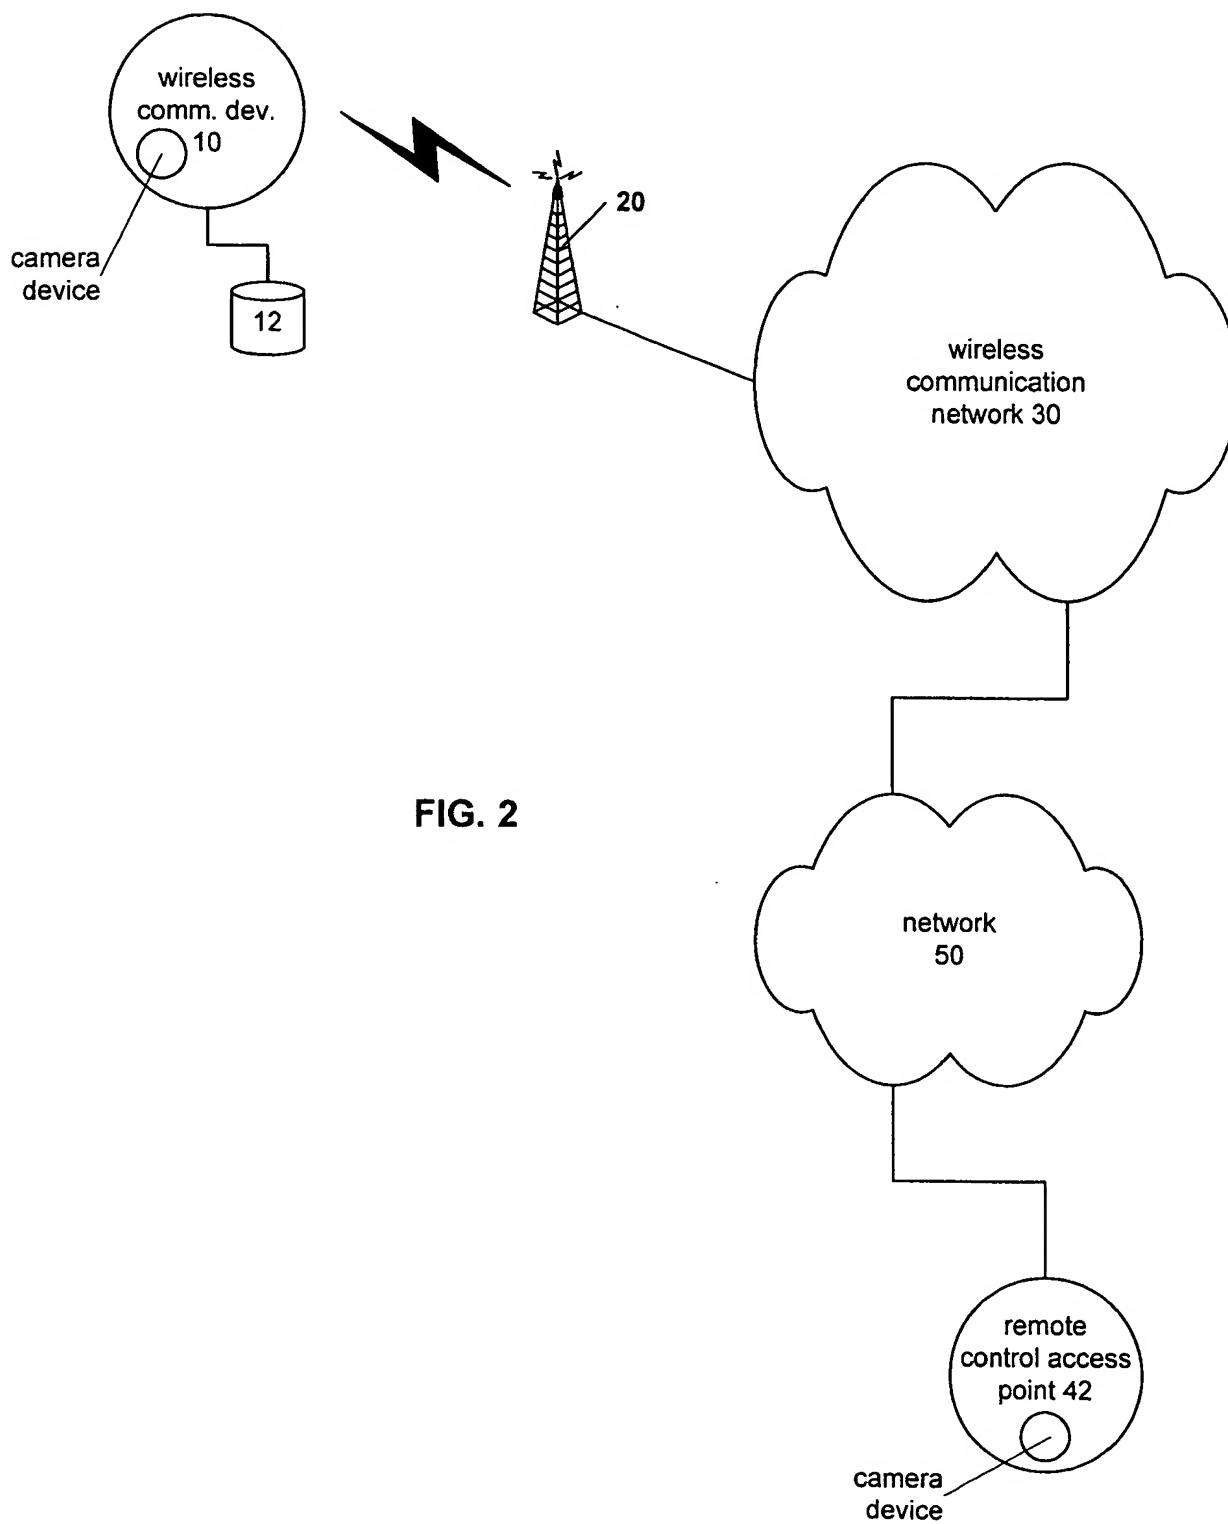 wireless
comm. dev.
10
camera
device
12
20
wireless
communication
network 30
FIG. 2
network
50
remote
control access
point 42
camera
device